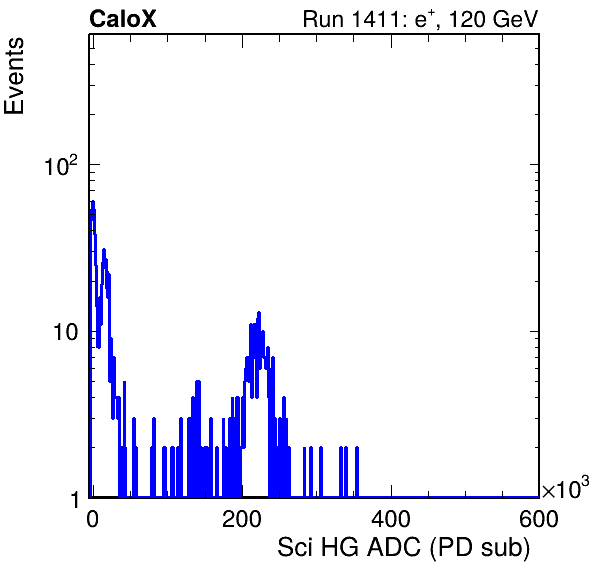 CaloX Run 1411: e⁺, 120 GeV
Events
10²
10
1
0 200 400 600
×10³
Sci HG ADC (PD sub)